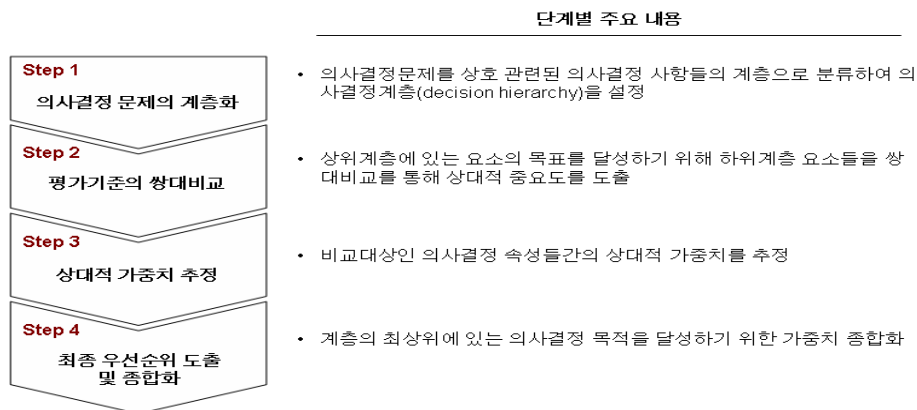 단계별 주요 내용
Step 1
의사결정 문제의 계층화
• 의사결정문제를 상호 관련된 의사결정 사항들의 계층으로 분류하여 의
사결정계층(decision hierarchy)을 설정
Step 2
평가기준의 쌍대비교
• 상위계층에 있는 요소의 목표를 달성하기 위해 하위계층 요소들을 쌍
대비교를 통해 상대적 중요도를 도출
Step 3
상대적 가중치 추정
• 비교대상인 의사결정 속성들간의 상대적 가중치를 추정
Step 4
최종 우선순위 도출
및 종합화
• 계층의 최상위에 있는 의사결정 목적을 달성하기 위한 가중치 종합화